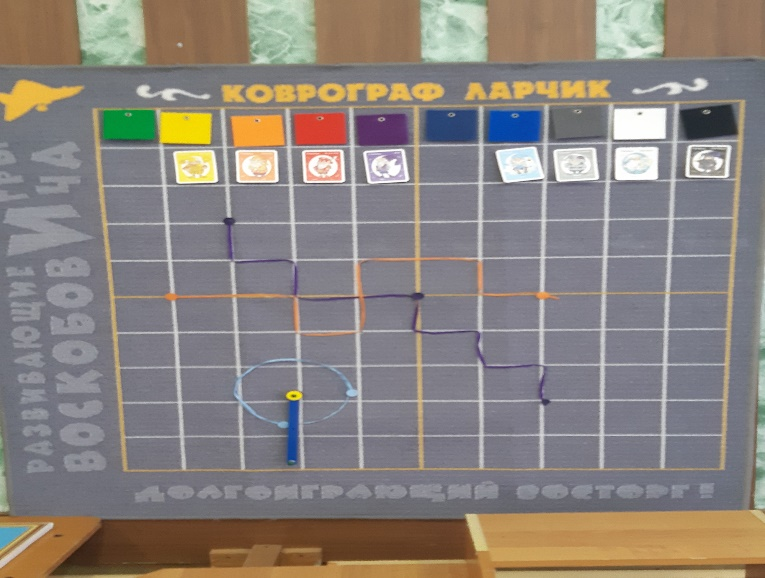 КОВРОГРАФ ЛАРЧИК
РАЗВИВАЮЩИЕ ИГРЫ
ВОСКОБОВИЧА
ДОЛГОИГРАЮЩИЙ ВОСТОРГ!